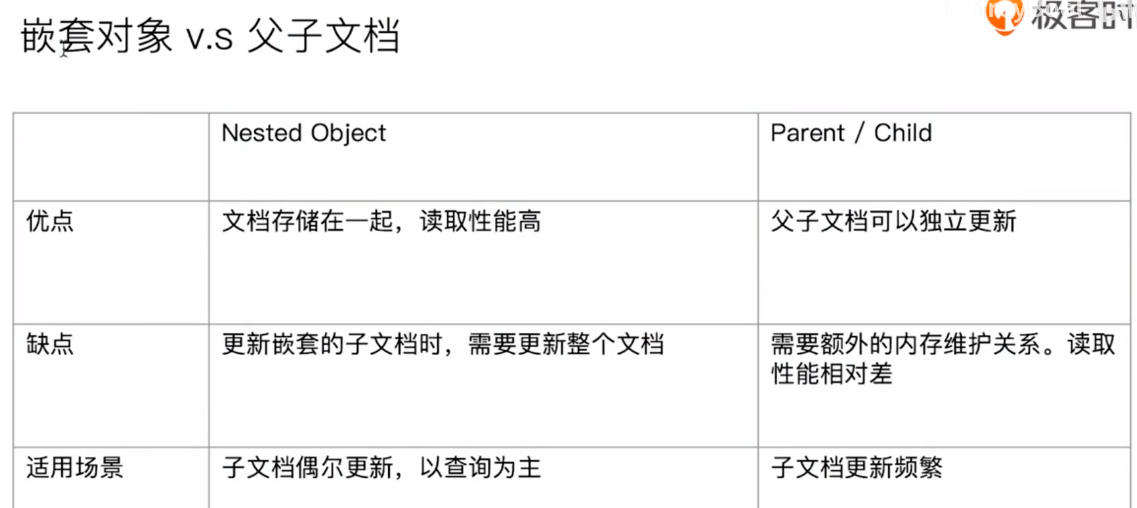 嵌套对象 v.s 父子文档
极客时
Nested Object
Parent / Child
优点
文档存储在一起，读取性能高
父子文档可以独立更新
缺点
更新嵌套的子文档时，需要更新整个文档
需要额外的内存维护关系。读取
性能相对差
适用场景
子文档偶尔更新，以查询为主
子文档更新频繁